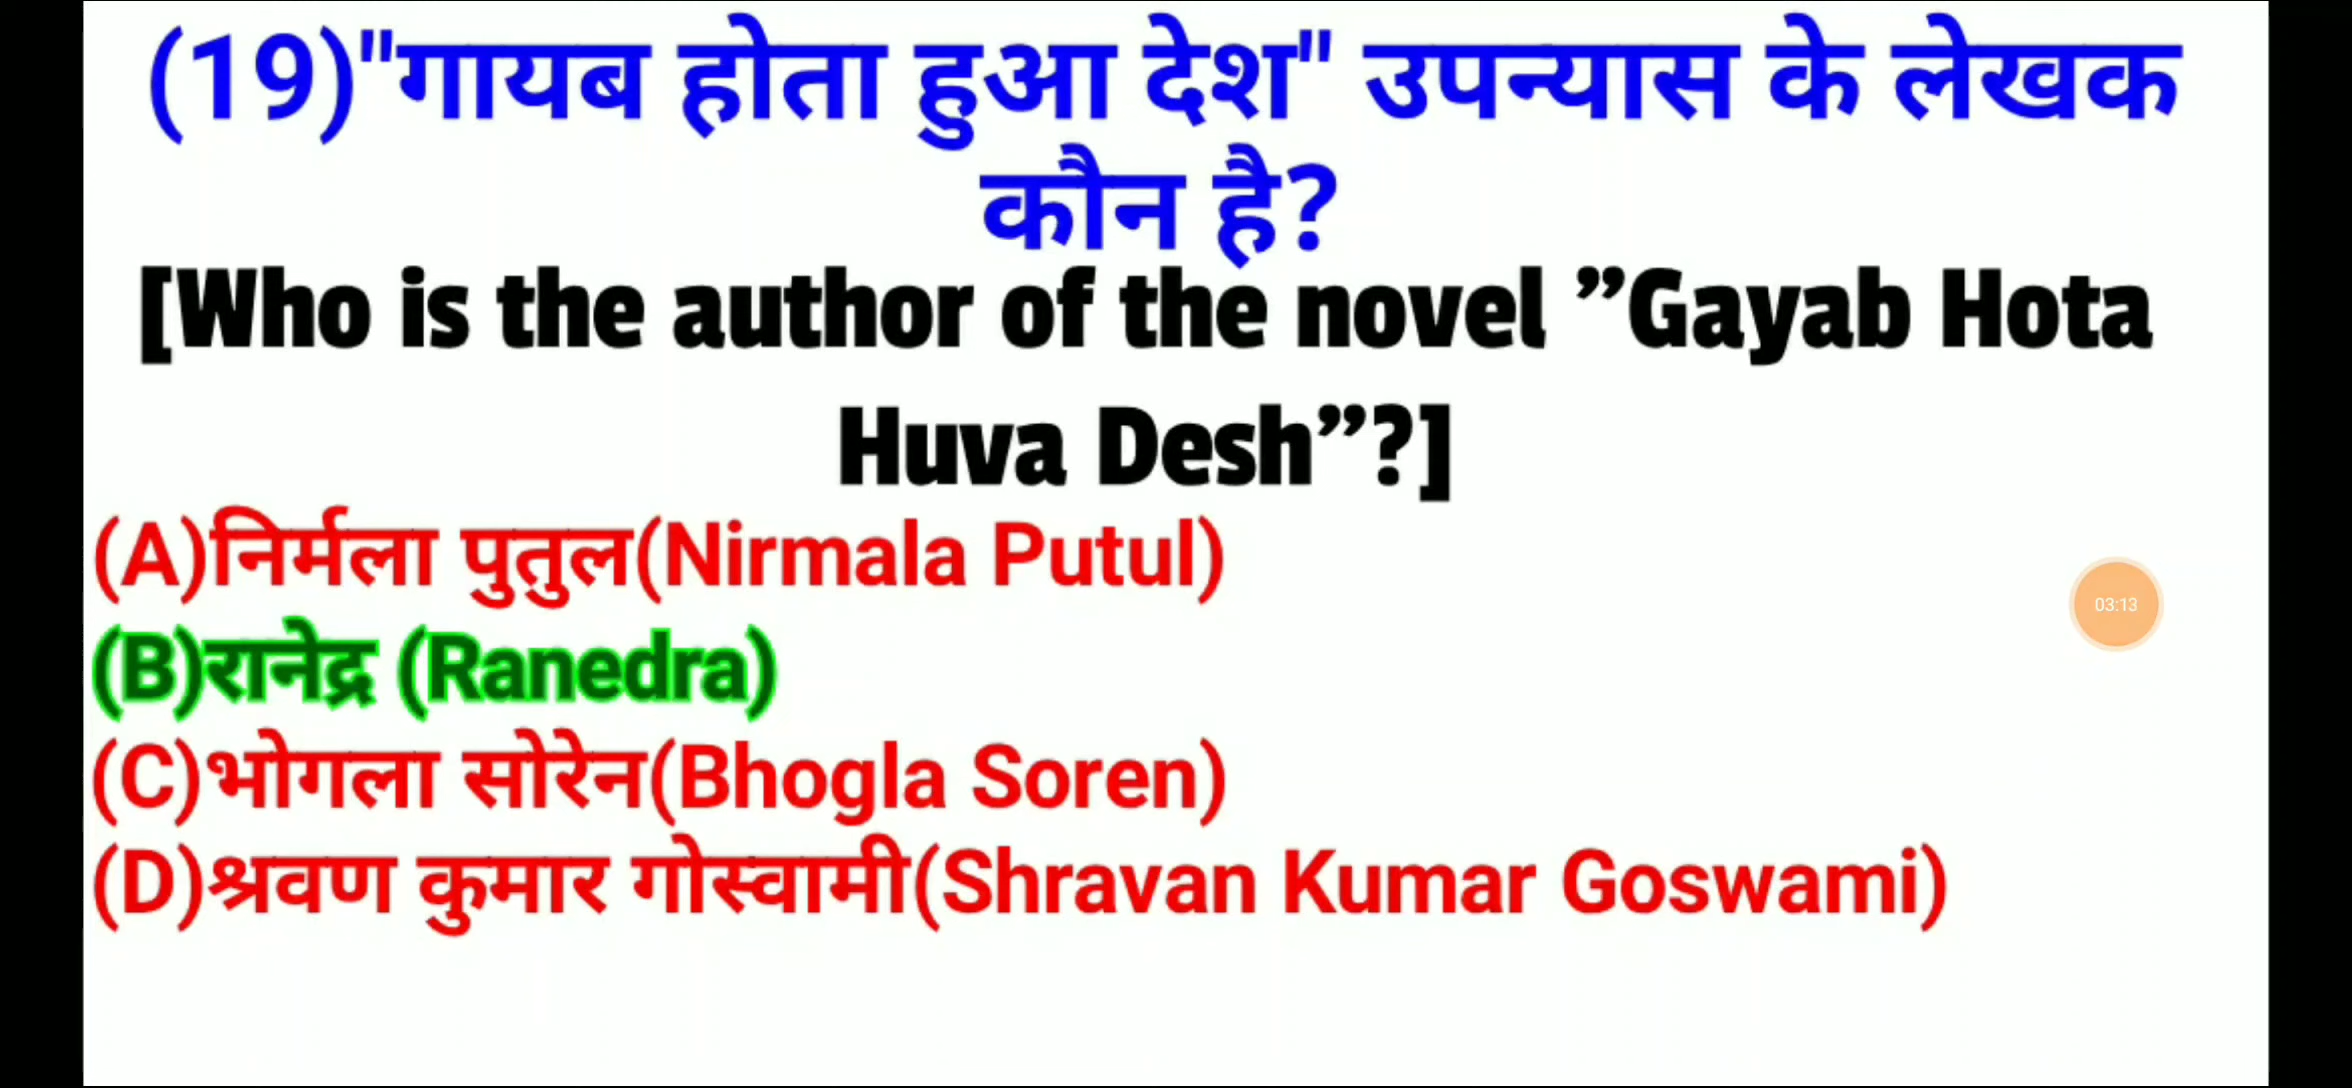 (19)"गायब होता हुआ देश" उपन्यास के लेखक
कौन है?
[Who is the author of the novel ”Gayab Hota
Huva Desh”?]
(A)निर्मला पुतुल(Nirmala Putul)
(B)रानेद्र (Ranedra)
03:13
(C)भोगला सोरेन(Bhogla Soren)
(D)श्रवण कुमार गोस्वामी(Shravan Kumar Goswami)